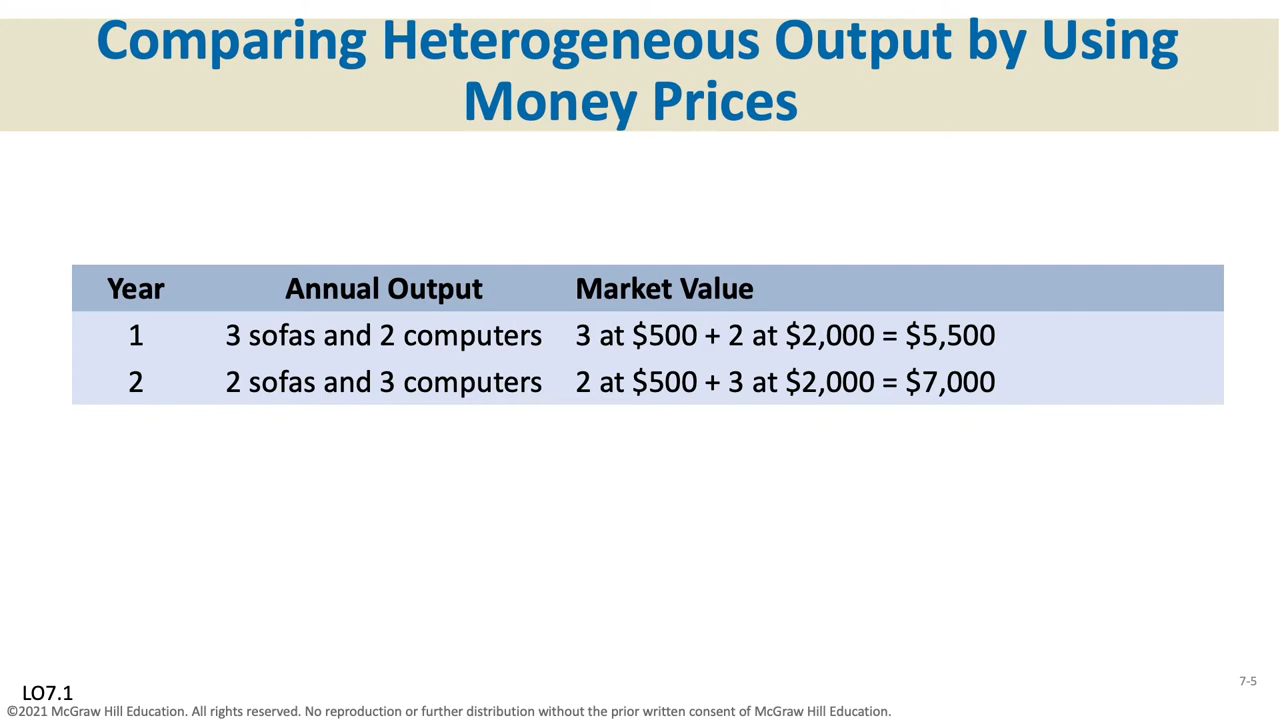 Comparing Heterogeneous Output by Using
Money Prices
Year Annual Output Market Value
1 3 sofas and 2 computers 3 at $500 + 2 at $2,000 = $5,500
2 2 sofas and 3 computers 2 at $500 + 3 at $2,000 = $7,000
7-5
LO7.1
©2021 McGraw Hill Education. All rights reserved. No reproduction or further distribution without the prior written consent of McGraw Hill Education.